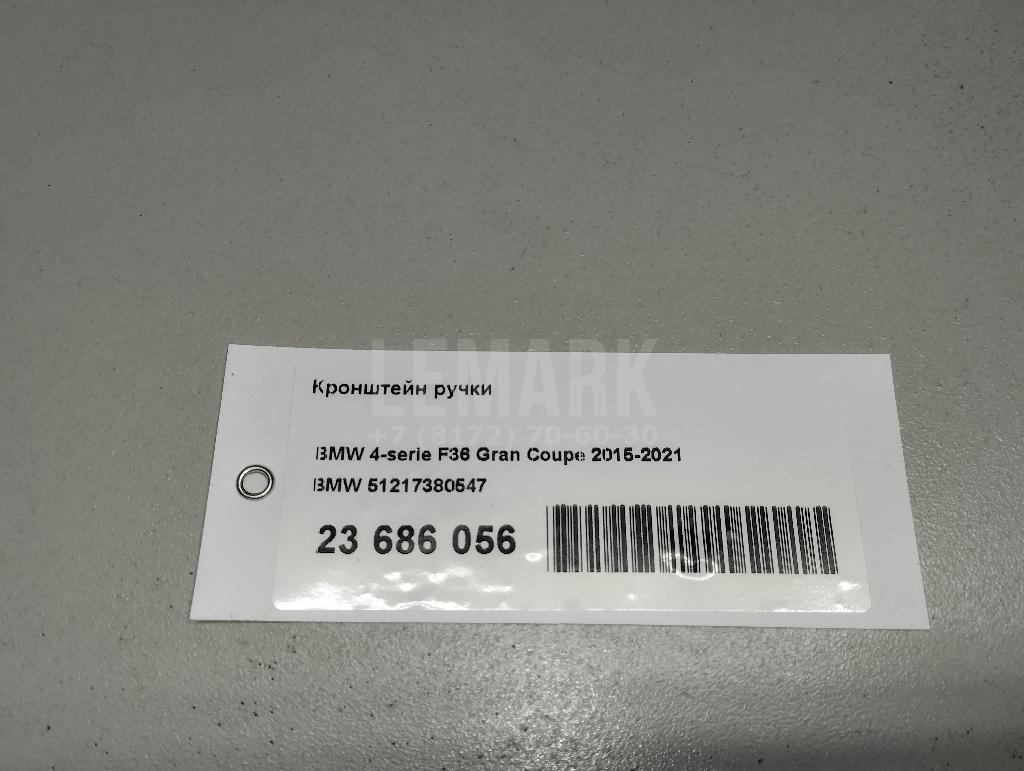 LEMARK
Кронштейн ручки
+7 (8172) 70-60-30
BMW 4-serie F36 Gran Coupe 2015-2021
BMW 51217380547
23 686 056